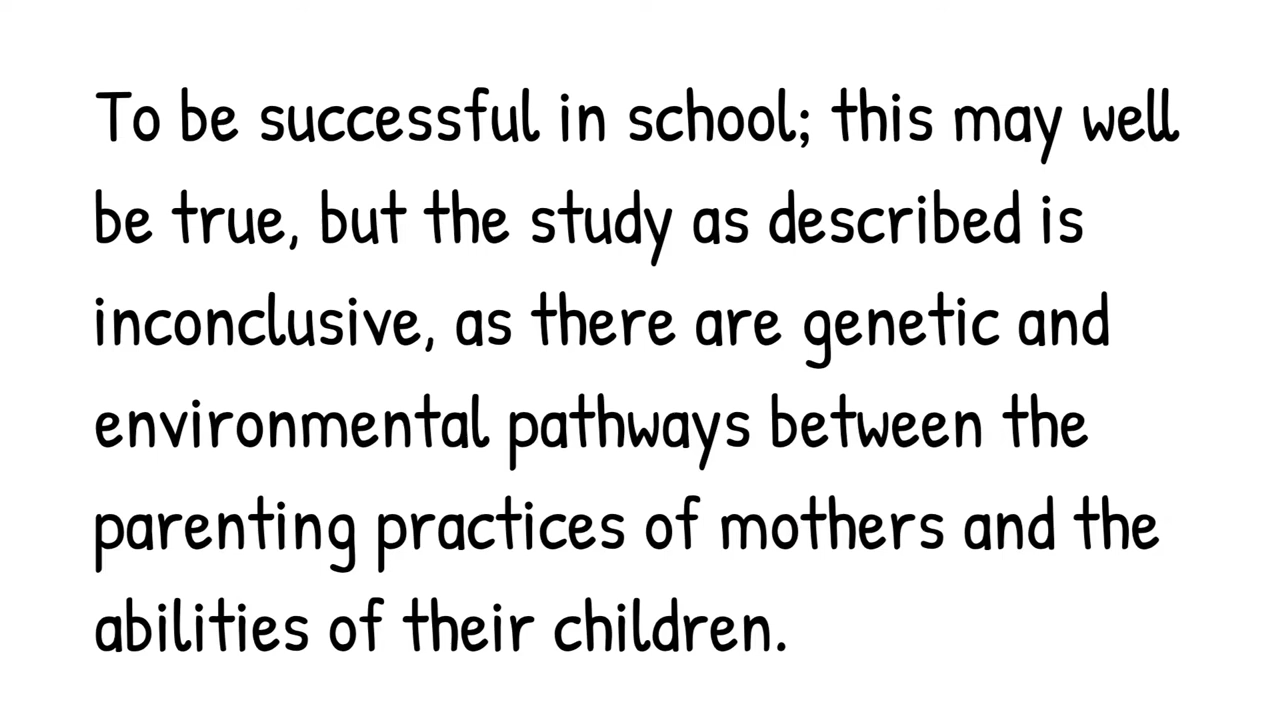 To be successful in school; this may well
be true, but the study as described is
inconclusive, as there are genetic and
environmental pathways between the
parenting practices of mothers and the
abilities of their children.